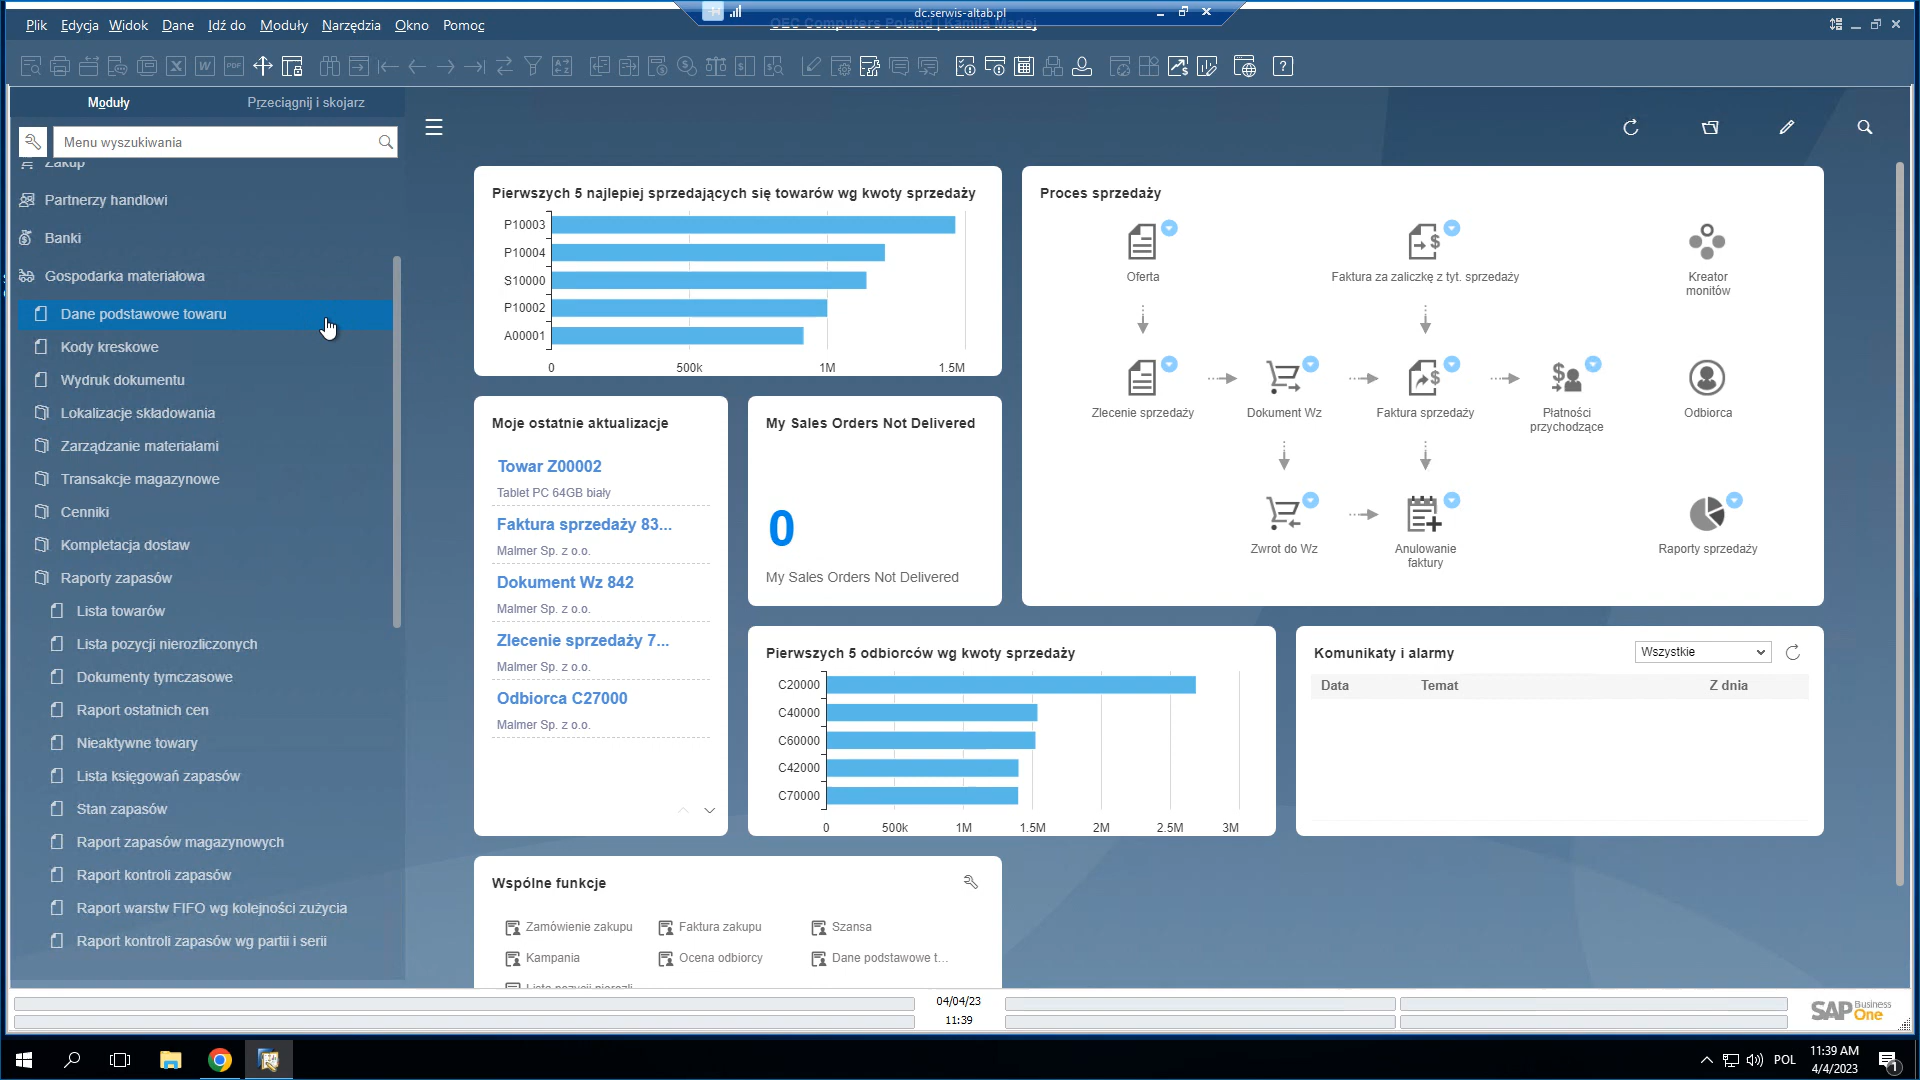 dc.serwis-altab.pl
OEC Computers Poland | Kamila Madej
Plik Edycja Widok Dane Idź do Moduły Narzędzia Okno Pomoc
Moduły
Przeciągnij i skojarz
Menu wyszukiwania
Zakup
Partnerzy handlowi
Banki
Gospodarka materiałowa
Dane podstawowe towaru
Kody kreskowe
Wydruk dokumentu
Lokalizacje składowania
Zarządzanie materiałami
Transakcje magazynowe
Cenniki
Kompletacja dostaw
Raporty zapasów
Lista towarów
Lista pozycji nierozliczonych
Dokumenty tymczasowe
Raport ostatnich cen
Nieaktywne towary
Lista księgowań zapasów
Stan zapasów
Raport zapasów magazynowych
Raport kontroli zapasów
Raport warstw FIFO wg kolejności zużycia
Raport kontroli zapasów wg partii i serii
Pierwszych 5 najlepiej sprzedających się towarów wg kwoty sprzedaży
P10003
P10004
S10000
P10002
A00001
0 500k 1M 1.5M
Proces sprzedaży
Oferta
Faktura za zaliczkę z tyt. sprzedaży
Kreator
monitów
Zlecenie sprzedaży
Dokument Wz
Faktura sprzedaży
Płatności
przychodzące
Odbiorca
Zwrot do Wz
Anulowanie
faktury
Raporty sprzedaży
Moje ostatnie aktualizacje
Towar Z00002
Tablet PC 64GB biały
Faktura sprzedaży 83...
Malmer Sp. z o.o.
Dokument Wz 842
Malmer Sp. z o.o.
Zlecenie sprzedaży 7...
Malmer Sp. z o.o.
Odbiorca C27000
Malmer Sp. z o.o.
My Sales Orders Not Delivered
0
My Sales Orders Not Delivered
Pierwszych 5 odbiorców wg kwoty sprzedaży
C20000
C40000
C60000
C42000
C70000
0 500k 1M 1.5M 2M 2.5M 3M
Komunikaty i alarmy
Wszystkie
Data Temat Z dnia
Wspólne funkcje
Zamówienie zakupu
Faktura zakupu
Szansa
Kampania
Ocena odbiorcy
Dane podstawowe t...
Lista pozycji nierozli...
04/04/23
11:39
SAP Business One
POL
11:39 AM
4/4/2023
1